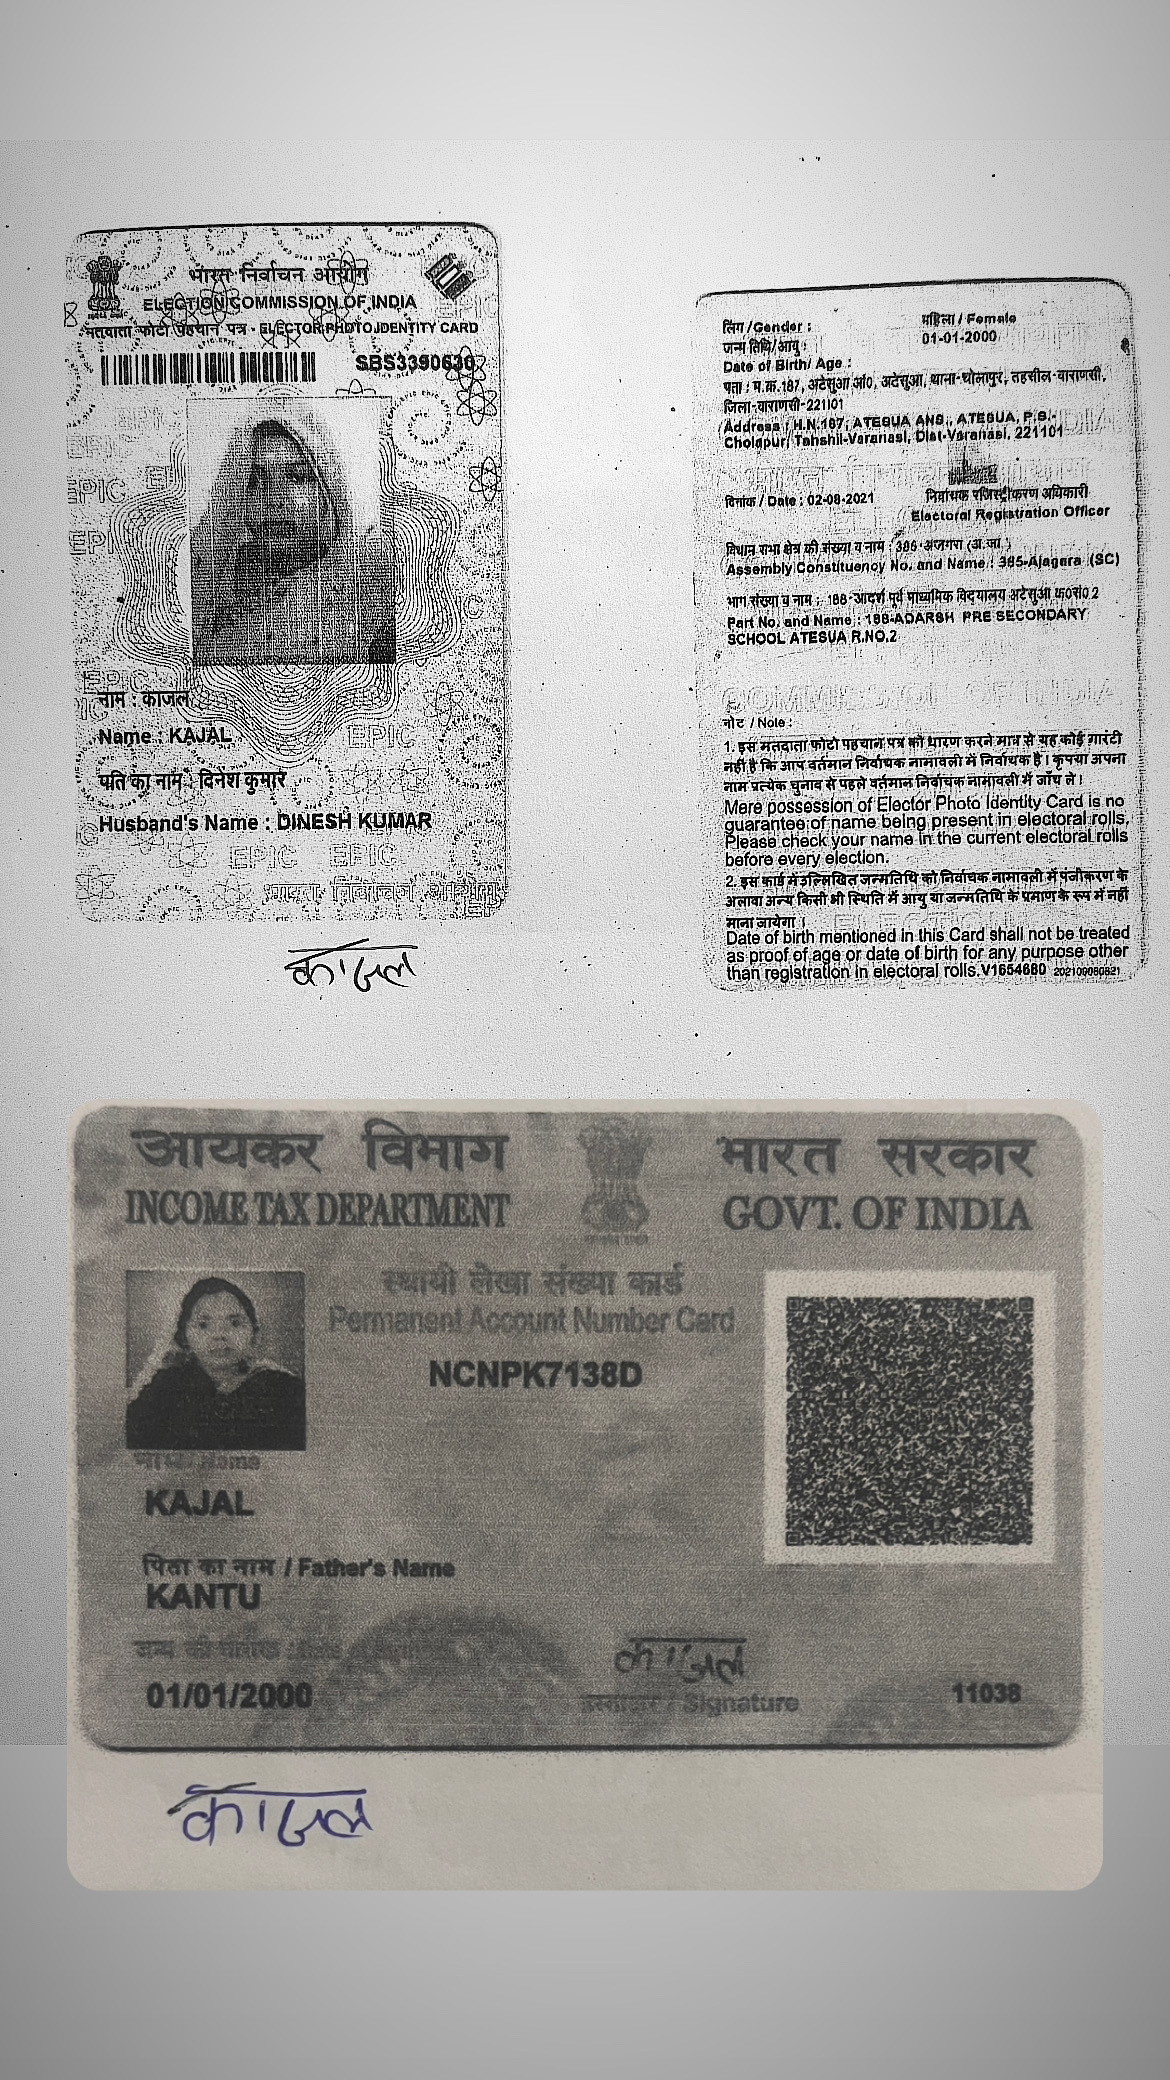 भारत निर्वाचन आयोग
ELECTION COMMISSION OF INDIA
मतदाता फोटो पहचान पत्र - ELECTOR PHOTO IDENTITY CARD
SBS3390630
नाम : काजल
Name : KAJAL
पति का नाम : दिनेश कुमार
Husband's Name : DINESH KUMAR
EPIC EPIC
भारत निर्वाचन आयोग
काजल
लिंग /Gender : महिला / Female
जन्म तिथि/आयु : 01-01-2000
Date of Birth/ Age :
पता : म.क्र.187, अटेसुआ आं0, अटेसुआ, थाना-चोलापुर, तहसील-वाराणसी,
जिला-वाराणसी-221101
Address : H.N.187, ATESUA ANS., ATESUA, P.S.-
Cholapur, Tahshil-Varanasi, Dist-Varanasi, 221101
दिनांक / Date : 02-08-2021
निर्वाचक रजिस्ट्रीकरण अधिकारी
Electoral Registration Officer
विधान सभा क्षेत्र की संख्या व नाम : अजगरा (अ.जा.)
Assembly Constituency No. and Name : 385-Ajagara (SC)
भाग संख्या व नाम : 188-आदर्श पूर्व माध्यमिक विद्यालय अटेसुआ क0सं0 2
Part No. and Name : 188-ADARSH PRE SECONDARY
SCHOOL ATESUA R.NO.2
नोट / Note :
1. इस मतदाता फोटो पहचान पत्र को धारण करने मात्र से यह कोई गारंटी
नहीं है कि आप वर्तमान निर्वाचक नामावली में निर्वाचक है। कृपया अपना
नाम प्रत्येक चुनाव से पहले वर्तमान निर्वाचक नामावली में जाँच ले।
Mere possession of Elector Photo Identity Card is no
guarantee of name being present in electoral rolls.
Please check your name in the current electoral rolls
before every election.
2. इस कार्ड में उल्लिखित जन्मतिथि को निर्वाचक नामावली में पंजीकरण के
अलावा अन्य किसी भी स्थिति में आयु या जन्मतिथि के प्रमाण के रूप में नहीं
माना जायेगा।
Date of birth mentioned in this Card shall not be treated
as proof of age or date of birth for any purpose other
than registration in electoral rolls. V1654680
आयकर विभाग
INCOME TAX DEPARTMENT
भारत सरकार
GOVT. OF INDIA
स्थायी लेखा संख्या कार्ड
Permanent Account Number Card
NCNPK7138D
नाम / Name
KAJAL
पिता का नाम / Father's Name
KANTU
जन्म की तारीख
01/01/2000
काजल
हस्ताक्षर / Signature
11038
काजल